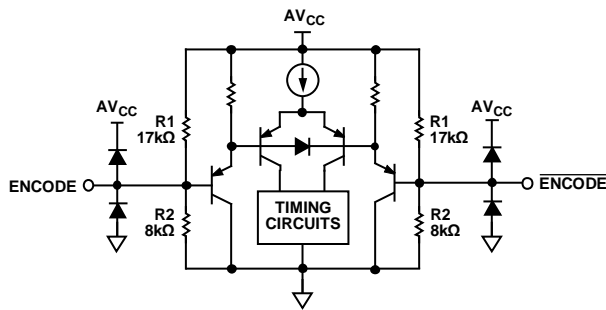 AVCC
AVCC
AVCC
R1
17kΩ
R1
17kΩ
ENCODE
ENCODE
R2
8kΩ
TIMING
CIRCUITS
R2
8kΩ